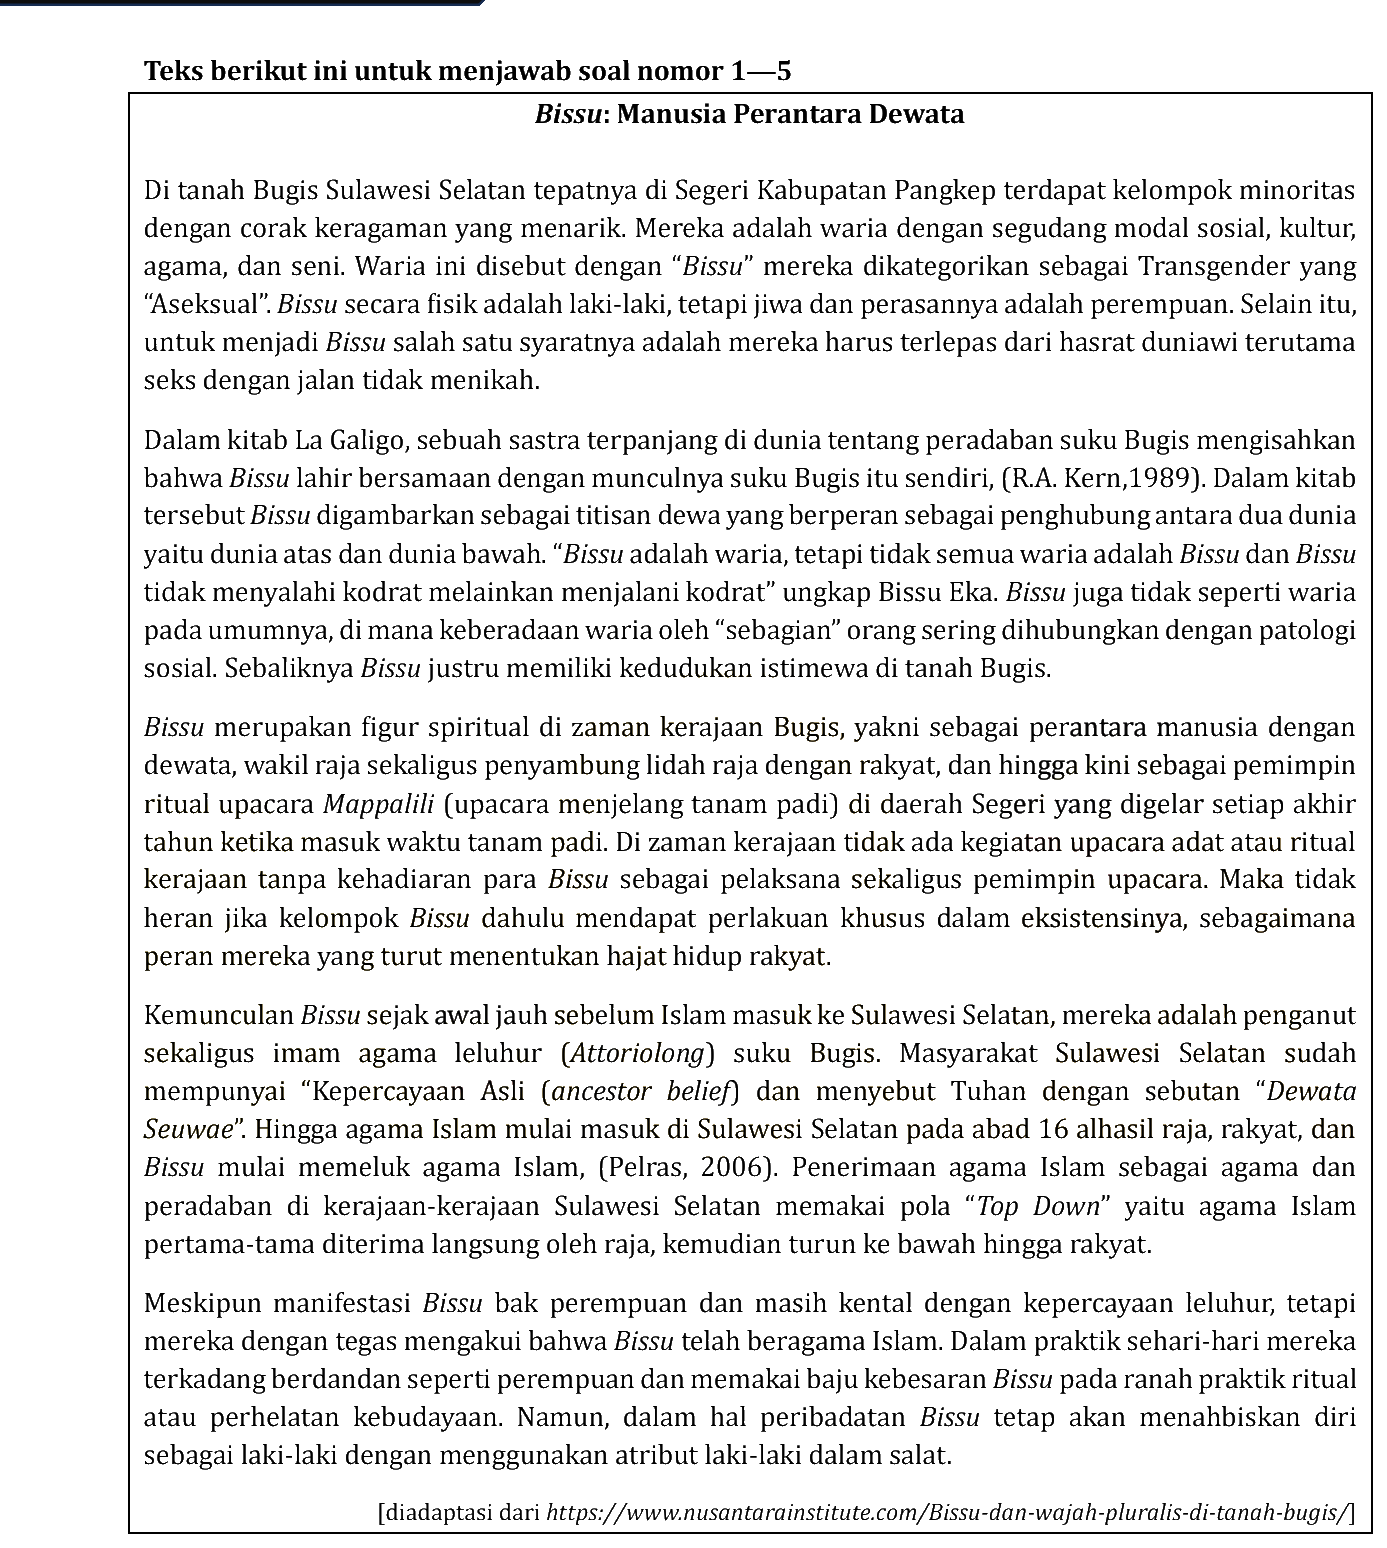 Teks berikut ini untuk menjawab soal nomor 1—5
Bissu: Manusia Perantara Dewata
Di tanah Bugis Sulawesi Selatan tepatnya di Segeri Kabupatan Pangkep terdapat kelompok minoritas
dengan corak keragaman yang menarik. Mereka adalah waria dengan segudang modal sosial, kultur,
agama, dan seni. Waria ini disebut dengan “Bissu” mereka dikategorikan sebagai Transgender yang
“Aseksual”. Bissu secara fisik adalah laki-laki, tetapi jiwa dan perasannya adalah perempuan. Selain itu,
untuk menjadi Bissu salah satu syaratnya adalah mereka harus terlepas dari hasrat duniawi terutama
seks dengan jalan tidak menikah.
Dalam kitab La Galigo, sebuah sastra terpanjang di dunia tentang peradaban suku Bugis mengisahkan
bahwa Bissu lahir bersamaan dengan munculnya suku Bugis itu sendiri, (R.A. Kern,1989). Dalam kitab
tersebut Bissu digambarkan sebagai titisan dewa yang berperan sebagai penghubung antara dua dunia
yaitu dunia atas dan dunia bawah. “Bissu adalah waria, tetapi tidak semua waria adalah Bissu dan Bissu
tidak menyalahi kodrat melainkan menjalani kodrat” ungkap Bissu Eka. Bissu juga tidak seperti waria
pada umumnya, di mana keberadaan waria oleh “sebagian” orang sering dihubungkan dengan patologi
sosial. Sebaliknya Bissu justru memiliki kedudukan istimewa di tanah Bugis.
Bissu merupakan figur spiritual di zaman kerajaan Bugis, yakni sebagai perantara manusia dengan
dewata, wakil raja sekaligus penyambung lidah raja dengan rakyat, dan hingga kini sebagai pemimpin
ritual upacara Mappalili (upacara menjelang tanam padi) di daerah Segeri yang digelar setiap akhir
tahun ketika masuk waktu tanam padi. Di zaman kerajaan tidak ada kegiatan upacara adat atau ritual
kerajaan tanpa kehadiaran para Bissu sebagai pelaksana sekaligus pemimpin upacara. Maka tidak
heran jika kelompok Bissu dahulu mendapat perlakuan khusus dalam eksistensinya, sebagaimana
peran mereka yang turut menentukan hajat hidup rakyat.
Kemunculan Bissu sejak awal jauh sebelum Islam masuk ke Sulawesi Selatan, mereka adalah penganut
sekaligus imam agama leluhur (Attoriolong) suku Bugis. Masyarakat Sulawesi Selatan sudah
mempunyai “Kepercayaan Asli (ancestor belief) dan menyebut Tuhan dengan sebutan “Dewata
Seuwae”. Hingga agama Islam mulai masuk di Sulawesi Selatan pada abad 16 alhasil raja, rakyat, dan
Bissu mulai memeluk agama Islam, (Pelras, 2006). Penerimaan agama Islam sebagai agama dan
peradaban di kerajaan-kerajaan Sulawesi Selatan memakai pola “Top Down” yaitu agama Islam
pertama-tama diterima langsung oleh raja, kemudian turun ke bawah hingga rakyat.
Meskipun manifestasi Bissu bak perempuan dan masih kental dengan kepercayaan leluhur, tetapi
mereka dengan tegas mengakui bahwa Bissu telah beragama Islam. Dalam praktik sehari-hari mereka
terkadang berdandan seperti perempuan dan memakai baju kebesaran Bissu pada ranah praktik ritual
atau perhelatan kebudayaan. Namun, dalam hal peribadatan Bissu tetap akan menahbiskan diri
sebagai laki-laki dengan menggunakan atribut laki-laki dalam salat.
[diadaptasi dari https://www.nusantarainstitute.com/Bissu-dan-wajah-pluralis-di-tanah-bugis/]